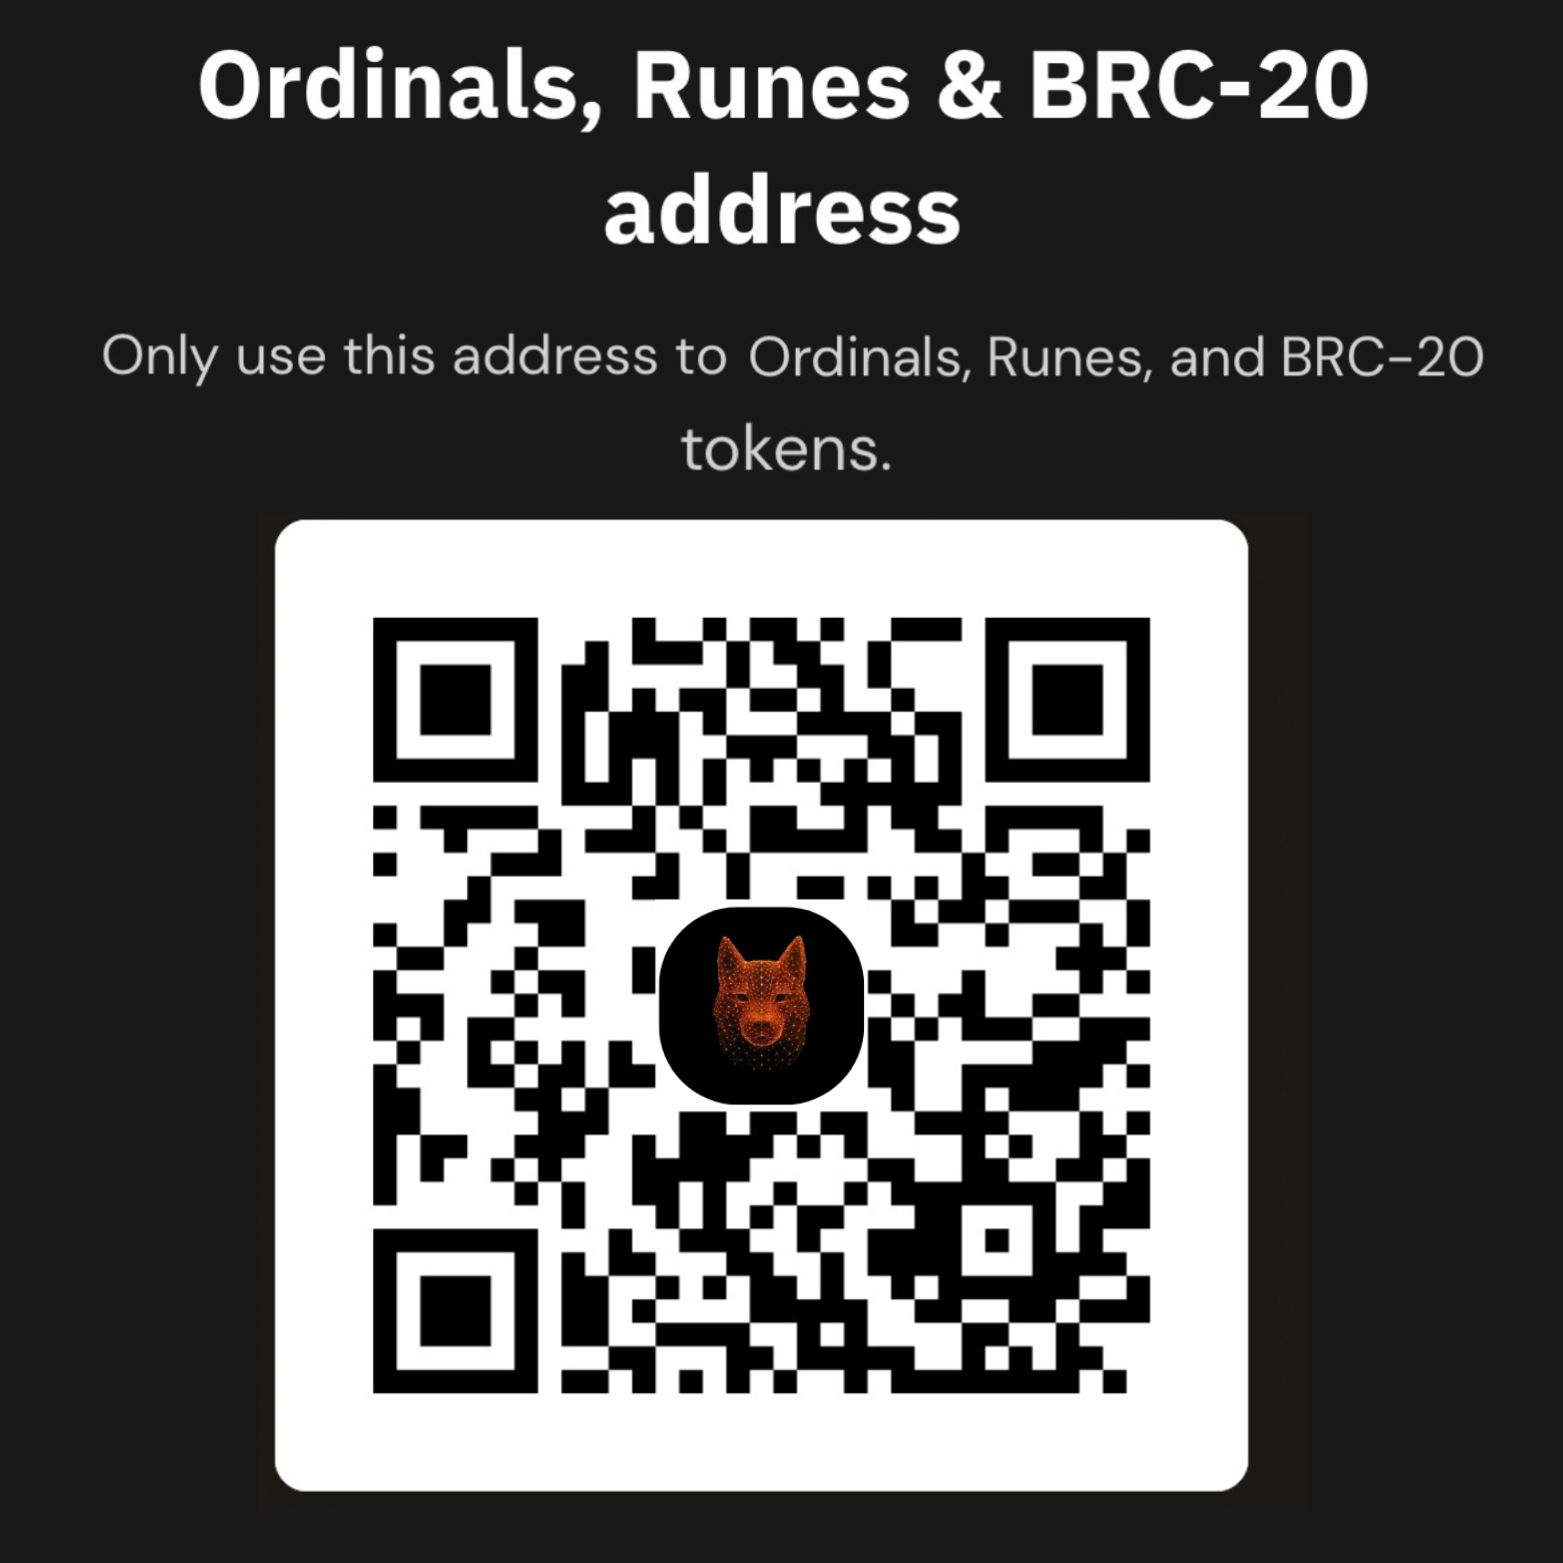 Ordinals, Runes & BRC-20
address
Only use this address to Ordinals, Runes, and BRC-20
tokens.